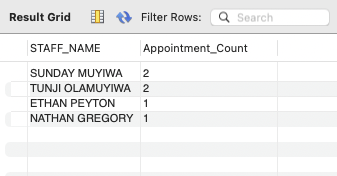 Result Grid Filter Rows: Search
STAFF_NAME Appointment_Count
SUNDAY MUYIWA 2
TUNJI OLAMUYIWA 2
ETHAN PEYTON 1
NATHAN GREGORY 1